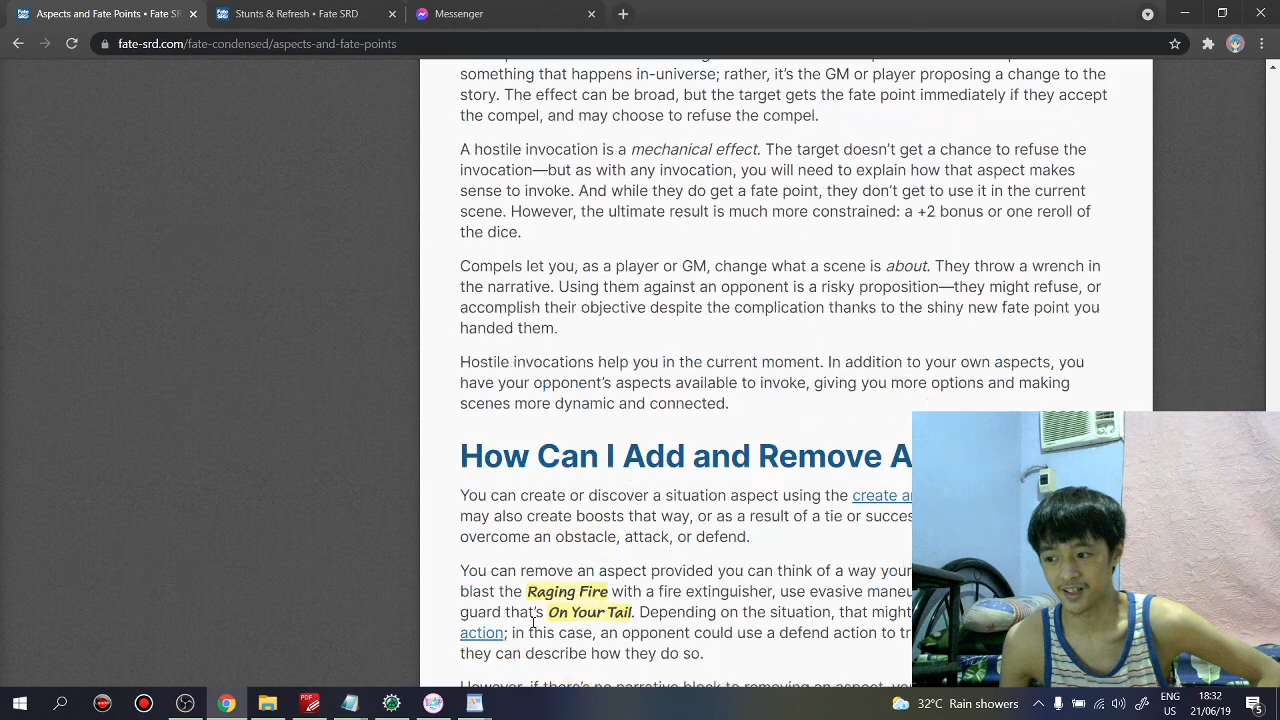 Aspects and Fate Points • Fate SR
Stunts & Refresh • Fate SRD
Messenger
fate-srd.com/fate-condensed/aspects-and-fate-points
something that happens in-universe; rather, it's the GM or player proposing a change to the
story. The effect can be broad, but the target gets the fate point immediately if they accept
the compel, and may choose to refuse the compel.
A hostile invocation is a mechanical effect. The target doesn't get a chance to refuse the
invocation—but as with any invocation, you will need to explain how that aspect makes
sense to invoke. And while they do get a fate point, they don't get to use it in the current
scene. However, the ultimate result is much more constrained: a +2 bonus or one reroll of
the dice.
Compels let you, as a player or GM, change what a scene is about. They throw a wrench in
the narrative. Using them against an opponent is a risky proposition—they might refuse, or
accomplish their objective despite the complication thanks to the shiny new fate point you
handed them.
Hostile invocations help you in the current moment. In addition to your own aspects, you
have your opponent's aspects available to invoke, giving you more options and making
scenes more dynamic and connected.
How Can I Add and Remove A
You can create or discover a situation aspect using the create a
may also create boosts that way, or as a result of a tie or succes
overcome an obstacle, attack, or defend.
You can remove an aspect provided you can think of a way your
blast the Raging Fire with a fire extinguisher, use evasive maneu
guard that's On Your Tail. Depending on the situation, that might
action; in this case, an opponent could use a defend action to tr
they can describe how they do so.
However, if there's no narrative block to removing an aspect, yo
PDF
32°C Rain showers
ENG
US
18:32
21/06/19
5